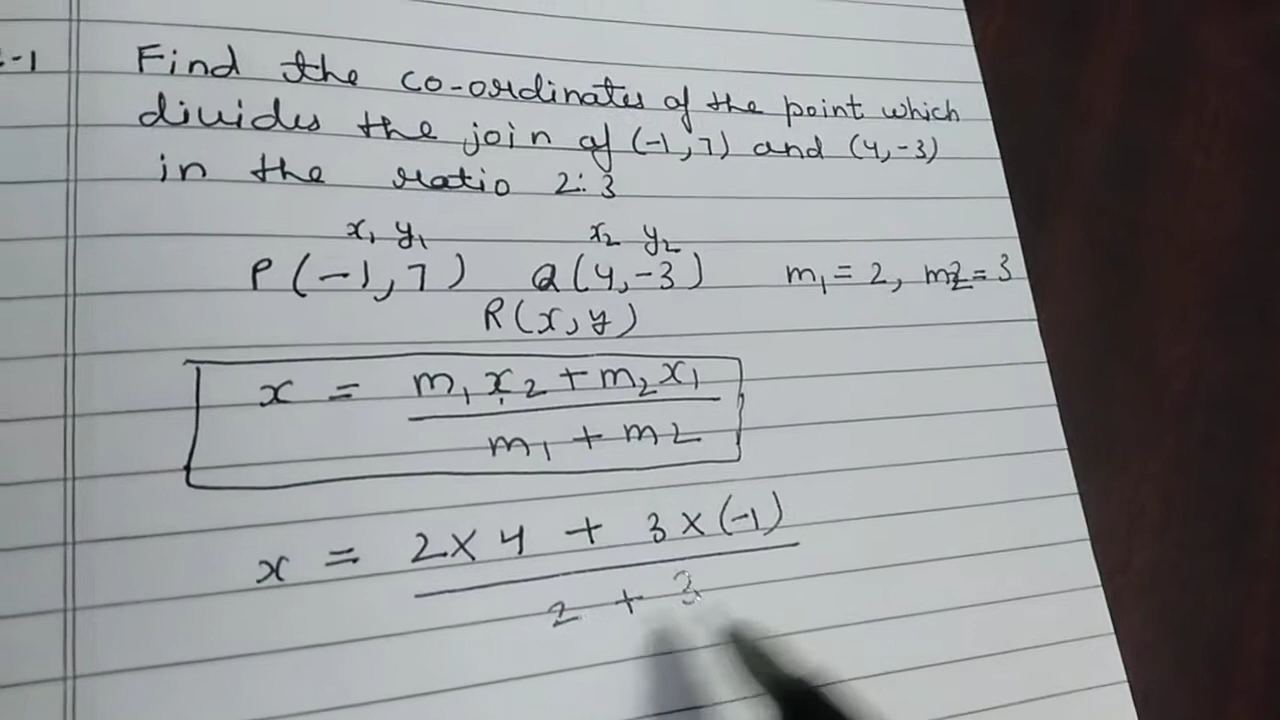 -1
Find the co-ordinates of the point which
divides the join of (-1,7) and (4,-3)
in the ratio 2:3
x₁ y₁ x₂ y₂
P(-1,7) Q(4,-3) m₁=2, m2=3
R(x,y)
x = m₁x₂+m₂x₁
m₁+m2
x = 2×4 + 3×(-1)
2 + 3